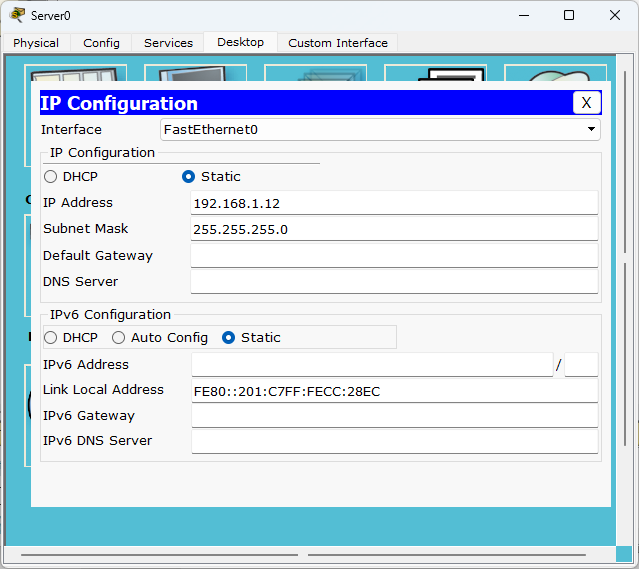 Server0
Physical Config Services Desktop Custom Interface
IP Configuration X
Interface FastEthernet0
IP Configuration
DHCP Static
IP Address 192.168.1.12
Subnet Mask 255.255.255.0
Default Gateway
DNS Server
IPv6 Configuration
DHCP Auto Config Static
IPv6 Address /
Link Local Address FE80::201:C7FF:FECC:28EC
IPv6 Gateway
IPv6 DNS Server